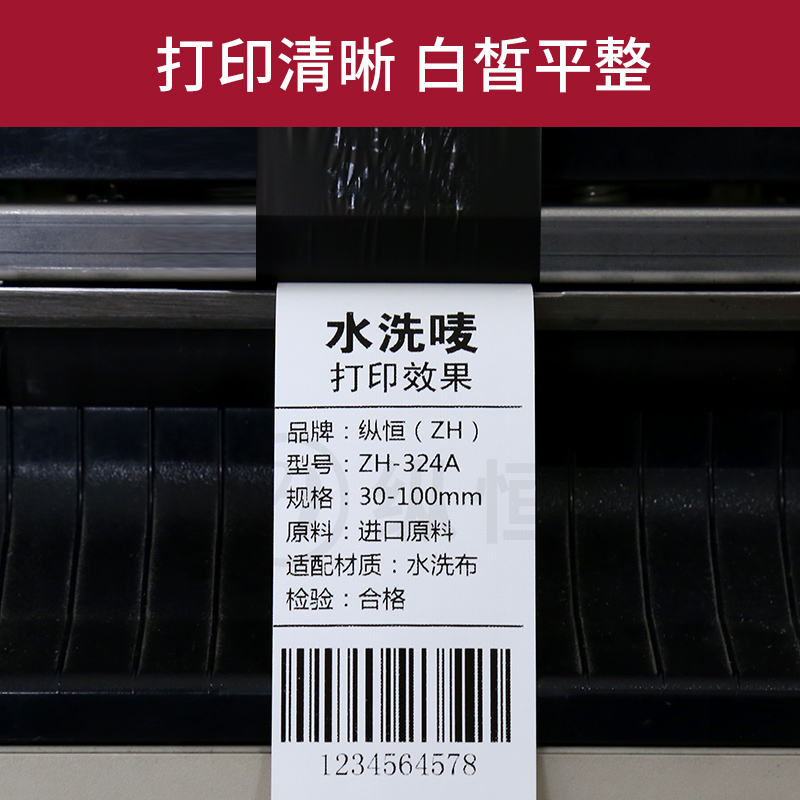 打印清晰 白皙平整
水洗唛
打印效果
品牌：纵恒（ZH）
型号：ZH-324A
规格：30-100mm
原料：进口原料
适配材质：水洗布
检验：合格
1234564578
纵恒